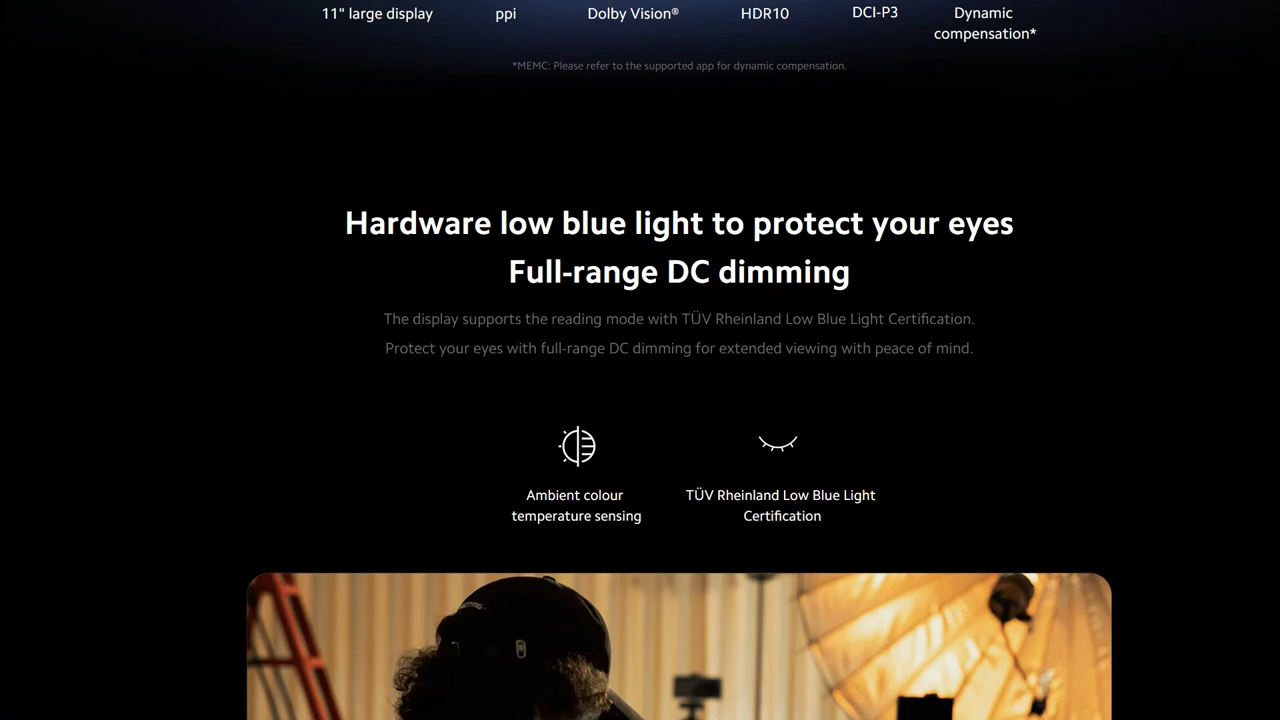 11" large display
ppi
Dolby Vision®
HDR10
DCI-P3
Dynamic
compensation*
*MEMC: Please refer to the supported app for dynamic compensation.
Hardware low blue light to protect your eyes
Full-range DC dimming
The display supports the reading mode with TÜV Rheinland Low Blue Light Certification.
Protect your eyes with full-range DC dimming for extended viewing with peace of mind.
Ambient colour
temperature sensing
TÜV Rheinland Low Blue Light
Certification